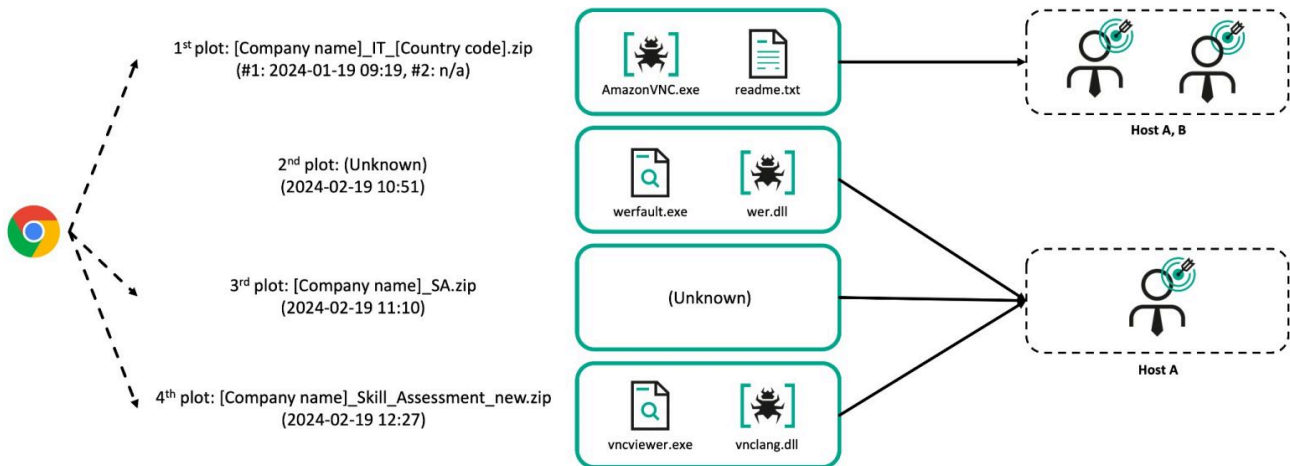 1st plot: [Company name]_IT_[Country code].zip
(#1: 2024-01-19 09:19, #2: n/a)
AmazonVNC.exe
readme.txt
Host A, B
2nd plot: (Unknown)
(2024-02-19 10:51)
werfault.exe
wer.dll
3rd plot: [Company name]_SA.zip
(2024-02-19 11:10)
(Unknown)
Host A
4th plot: [Company name]_Skill_Assessment_new.zip
(2024-02-19 12:27)
vncviewer.exe
vnclang.dll